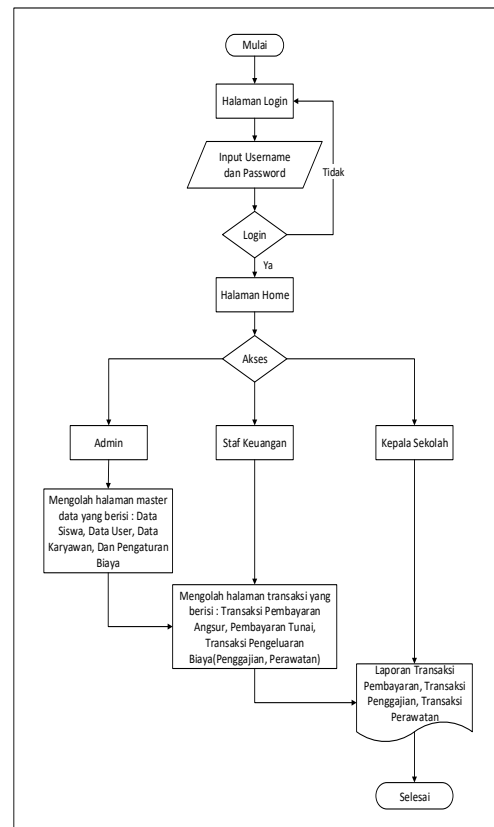 Mulai
Halaman Login
Input Username
dan Password
Tidak
Login
Ya
Halaman Home
Akses
Admin
Staf Keuangan
Kepala Sekolah
Mengolah halaman master
data yang berisi : Data
Siswa, Data User, Data
Karyawan, Dan Pengaturan
Biaya
Mengolah halaman transaksi yang
berisi : Transaksi Pembayaran
Angsur, Pembayaran Tunai,
Transaksi Pengeluaran
Biaya(Penggajian, Perawatan)
Laporan Transaksi
Pembayaran, Transaksi
Penggajian, Transaksi
Perawatan
Selesai